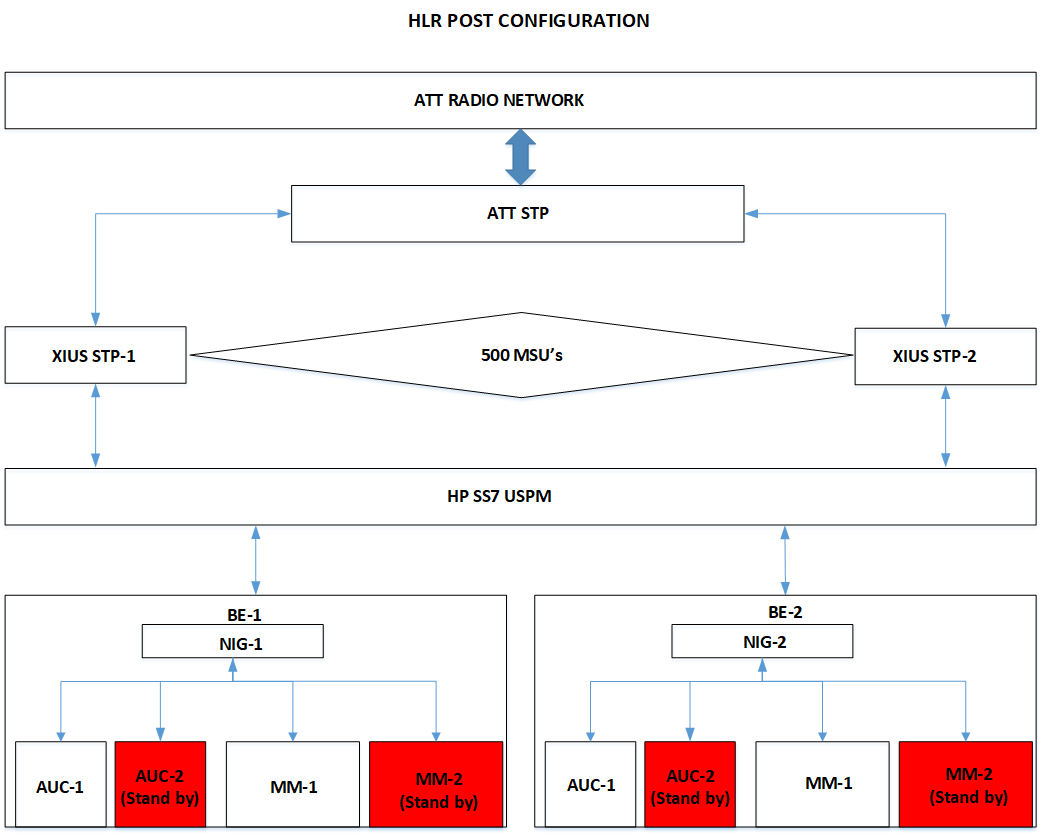 HLR POST CONFIGURATION
ATT RADIO NETWORK
ATT STP
XIUS STP-1
500 MSU's
XIUS STP-2
HP SS7 USPM
BE-1
NIG-1
AUC-1
AUC-2
(Stand by)
MM-1
MM-2
(Stand by)
BE-2
NIG-2
AUC-1
AUC-2
(Stand by)
MM-1
MM-2
(Stand by)